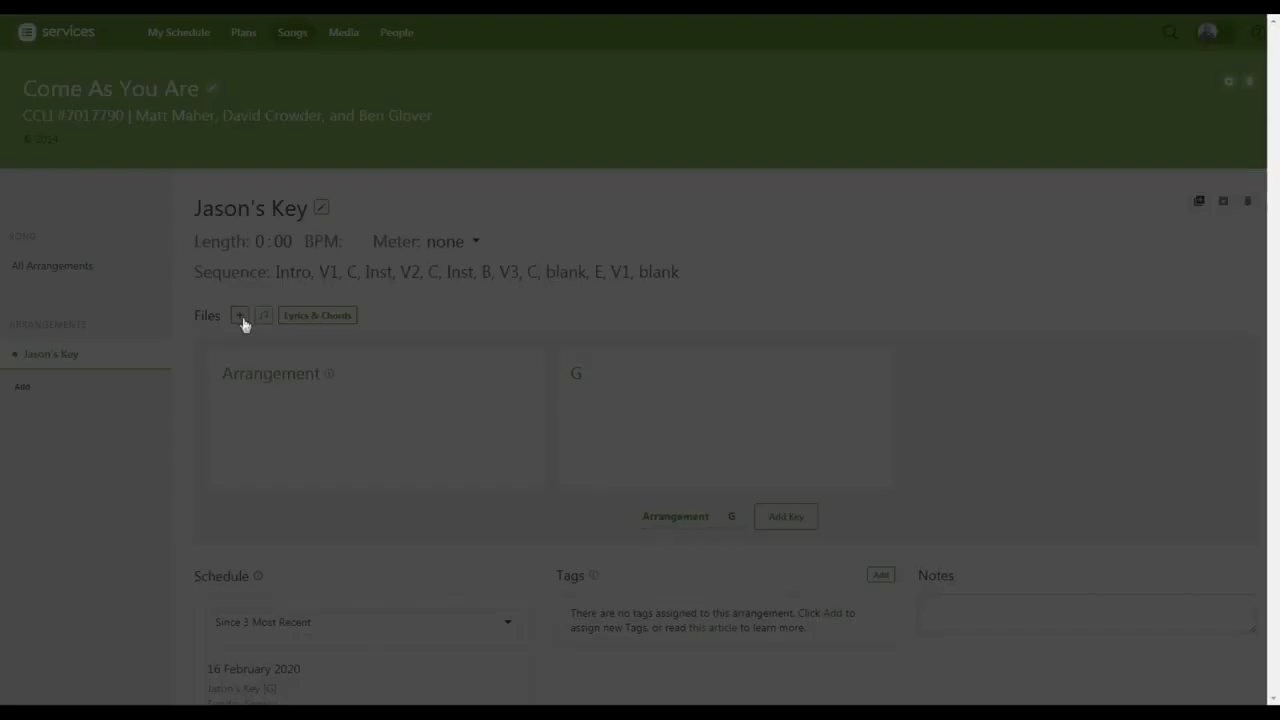 services
My Schedule
Plans
Songs
Media
People
Come As You Are
CCLI #7017790 | Matt Maher, David Crowder, and Ben Glover
© 2014
Jason's Key
Length: 0:00 BPM: Meter: none
Sequence: Intro, V1, C, Inst, V2, C, Inst, B, V3, C, blank, E, V1, blank
SONG
All Arrangements
ARRANGEMENTS
Jason's Key
Add
Files
Lyrics & Chords
Arrangement
G
Arrangement
G
Add Key
Schedule
Since 3 Most Recent
16 February 2020
Jason's Key [G]
Tags
Add
There are no tags assigned to this arrangement. Click Add to
assign new Tags, or read this article to learn more.
Notes